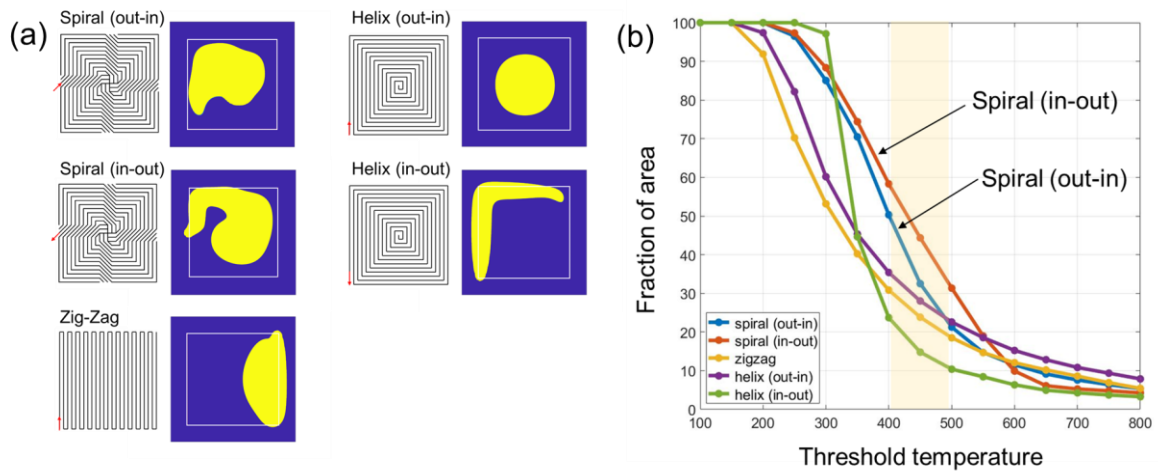 (a)
Spiral (out-in)
Helix (out-in)
Spiral (in-out)
Helix (in-out)
Zig-Zag
(b)
100
90
80
70
60
50
40
30
20
10
0
Fraction of area
Spiral (in-out)
Spiral (out-in)
spiral (out-in)
spiral (in-out)
zigzag
helix (out-in)
helix (in-out)
100 200 300 400 500 600 700 800
Threshold temperature